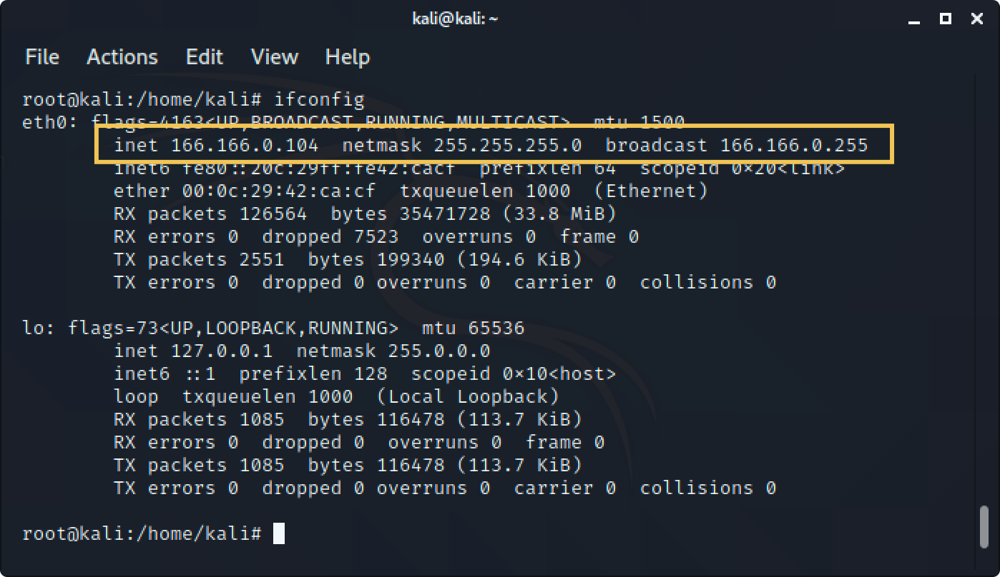 kali@kali: ~
File Actions Edit View Help
root@kali:/home/kali# ifconfig
eth0: flags=4163<UP,BROADCAST,RUNNING,MULTICAST>  mtu 1500
        inet 166.166.0.104  netmask 255.255.255.0  broadcast 166.166.0.255
        inet6 fe80::20c:29ff:fe42:cacf  prefixlen 64  scopeid 0×20<link>
        ether 00:0c:29:42:ca:cf  txqueuelen 1000  (Ethernet)
        RX packets 126564  bytes 35471728 (33.8 MiB)
        RX errors 0  dropped 7523  overruns 0  frame 0
        TX packets 2551  bytes 199340 (194.6 KiB)
        TX errors 0  dropped 0 overruns 0  carrier 0  collisions 0
lo: flags=73<UP,LOOPBACK,RUNNING>  mtu 65536
        inet 127.0.0.1  netmask 255.0.0.0
        inet6 ::1  prefixlen 128  scopeid 0×10<host>
        loop  txqueuelen 1000  (Local Loopback)
        RX packets 1085  bytes 116478 (113.7 KiB)
        RX errors 0  dropped 0  overruns 0  frame 0
        TX packets 1085  bytes 116478 (113.7 KiB)
        TX errors 0  dropped 0 overruns 0  carrier 0  collisions 0
root@kali:/home/kali#